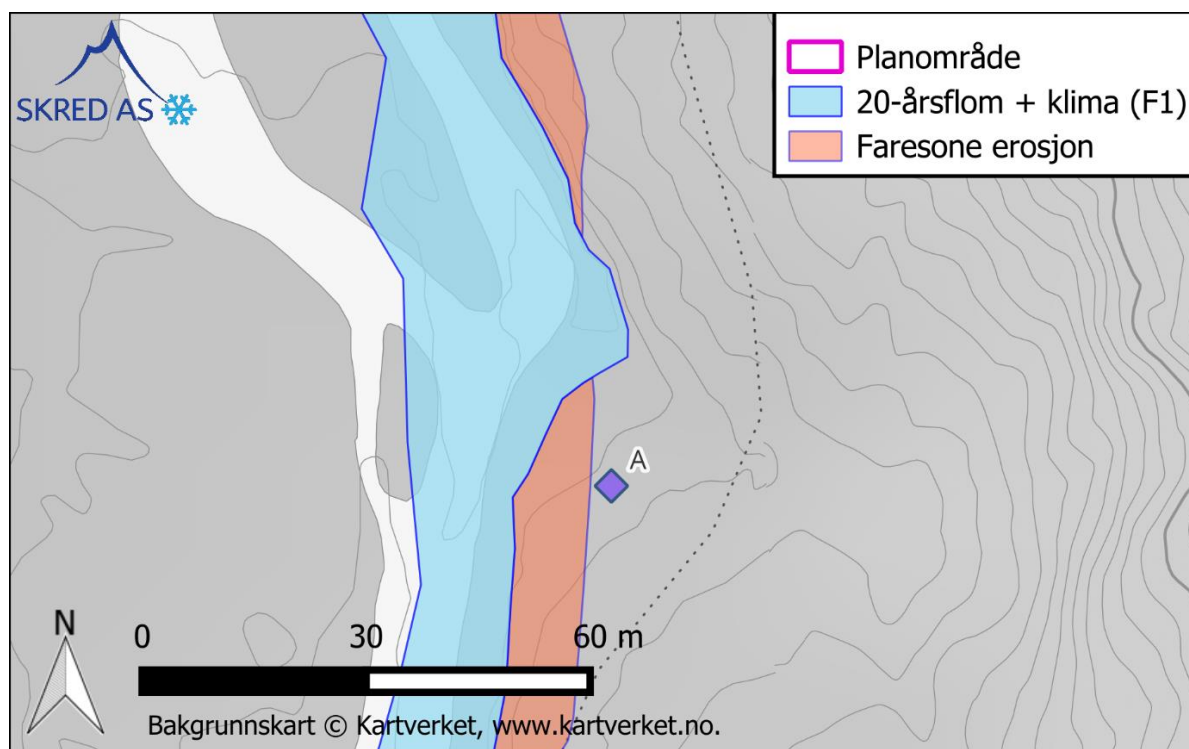 SKRED AS
Planområde
20-årsflom + klima (F1)
Faresone erosjon
A
N
0 30 60 m
Bakgrunnskart © Kartverket, www.kartverket.no.